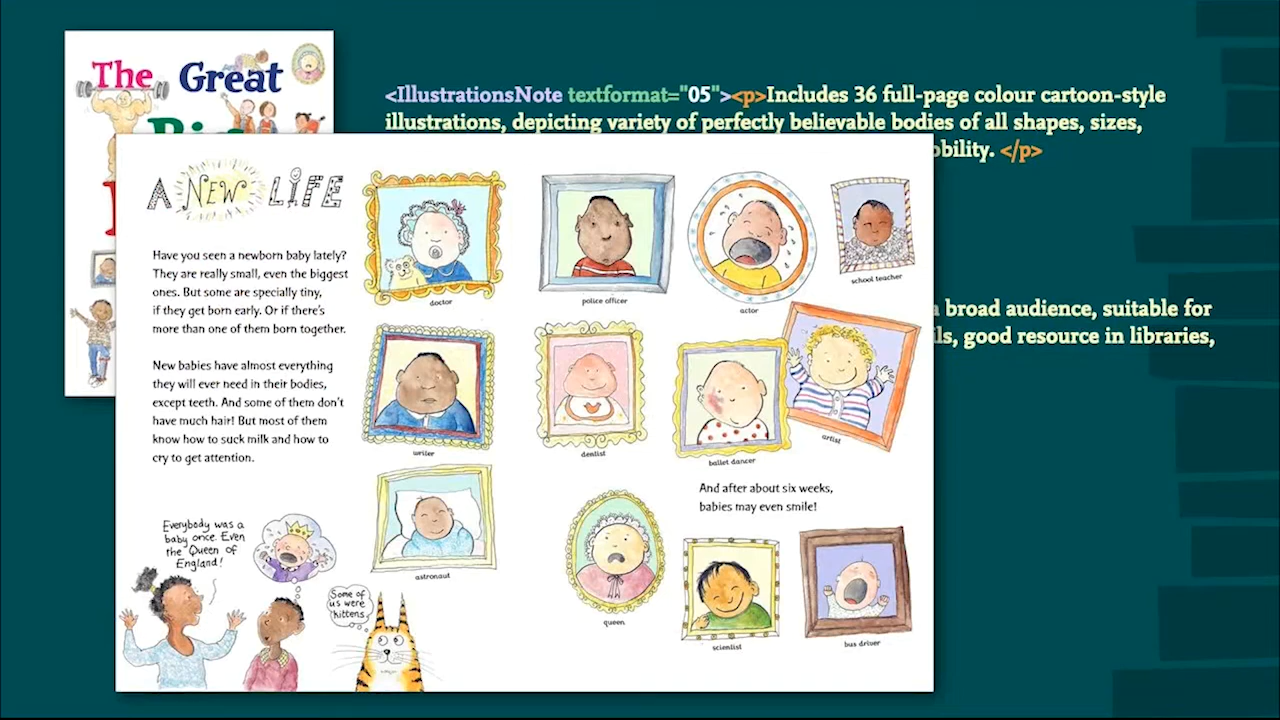 The Great
<IllustrationsNote textformat="05"><p>Includes 36 full-page colour cartoon-style
illustrations, depicting variety of perfectly believable bodies of all shapes, sizes,
</p>
a broad audience, suitable for
good resource in libraries,
A NEW LIFE
Have you seen a newborn baby lately?
They are really small, even the biggest
ones. But some are specially tiny,
if they get born early. Or if there's
more than one of them born together.
New babies have almost everything
they will ever need in their bodies,
except teeth. And some of them don't
have much hair! But most of them
know how to suck milk and how to
cry to get attention.
Everybody was a
baby once. Even
the Queen of
England!
Some of
us were
kittens.
doctor
police officer
actor
school teacher
writer
dentist
ballet dancer
artist
And after about six weeks,
babies may even smile!
astronaut
queen
scientist
bus driver